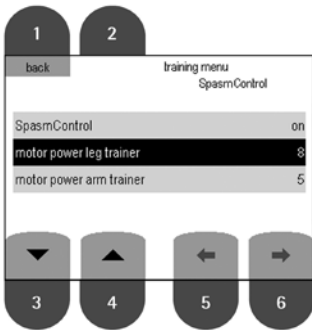 1 2
back training menu
SpasmControl
SpasmControl on
motor power leg trainer 8
motor power arm trainer 5
3 4 5 6